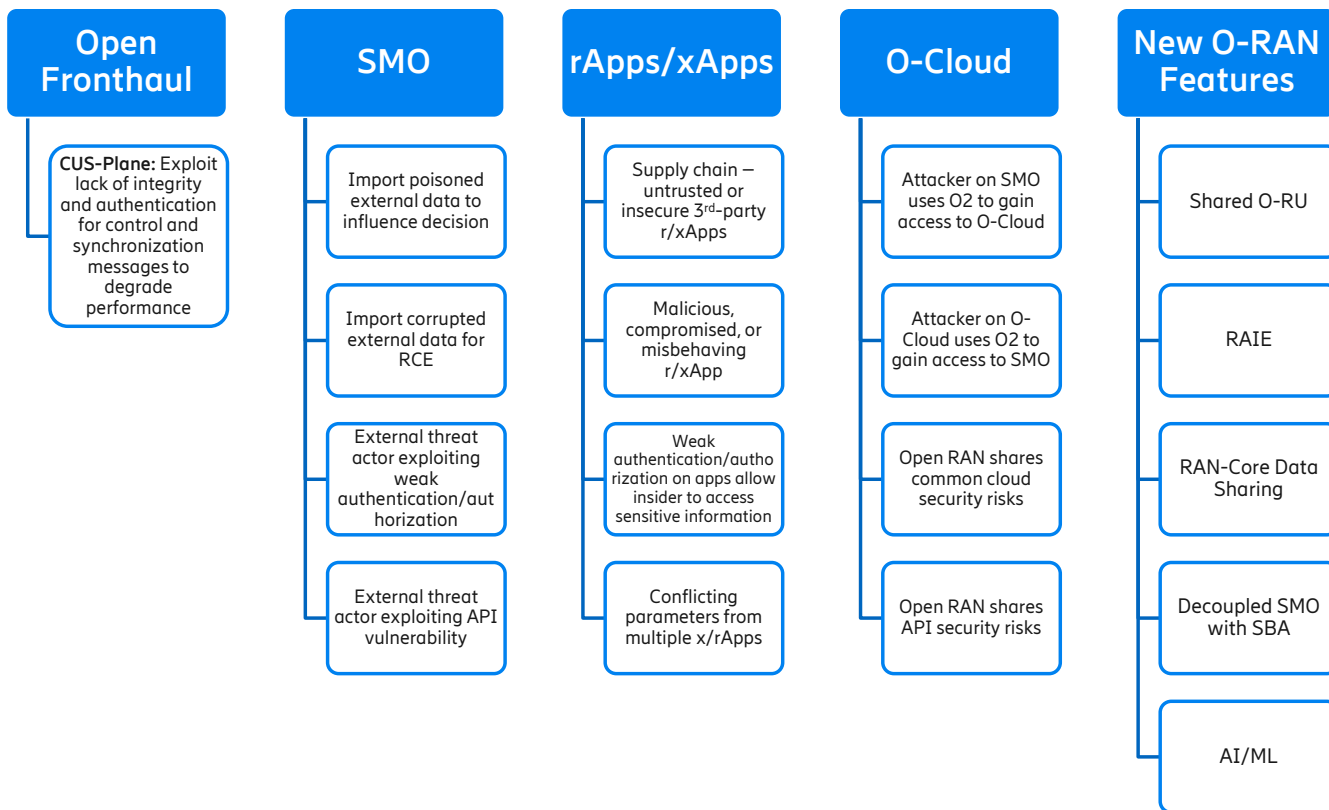 Open
Fronthaul
CUS-Plane: Exploit
lack of integrity
and authentication
for control and
synchronization
messages to
degrade
performance
SMO
Import poisoned
external data to
influence decision
Import corrupted
external data for
RCE
External threat
actor exploiting
weak
authentication/aut
horization
External threat
actor exploiting API
vulnerability
rApps/xApps
Supply chain –
untrusted or
insecure 3rd-party
r/xApps
Malicious,
compromised, or
misbehaving
r/xApp
Weak
authentication/autho
rization on apps allow
insider to access
sensitive information
Conflicting
parameters from
multiple x/rApps
O-Cloud
Attacker on SMO
uses O2 to gain
access to O-Cloud
Attacker on O-
Cloud uses O2 to
gain access to SMO
Open RAN shares
common cloud
security risks
Open RAN shares
API security risks
New O-RAN
Features
Shared O-RU
RAIE
RAN-Core Data
Sharing
Decoupled SMO
with SBA
AI/ML